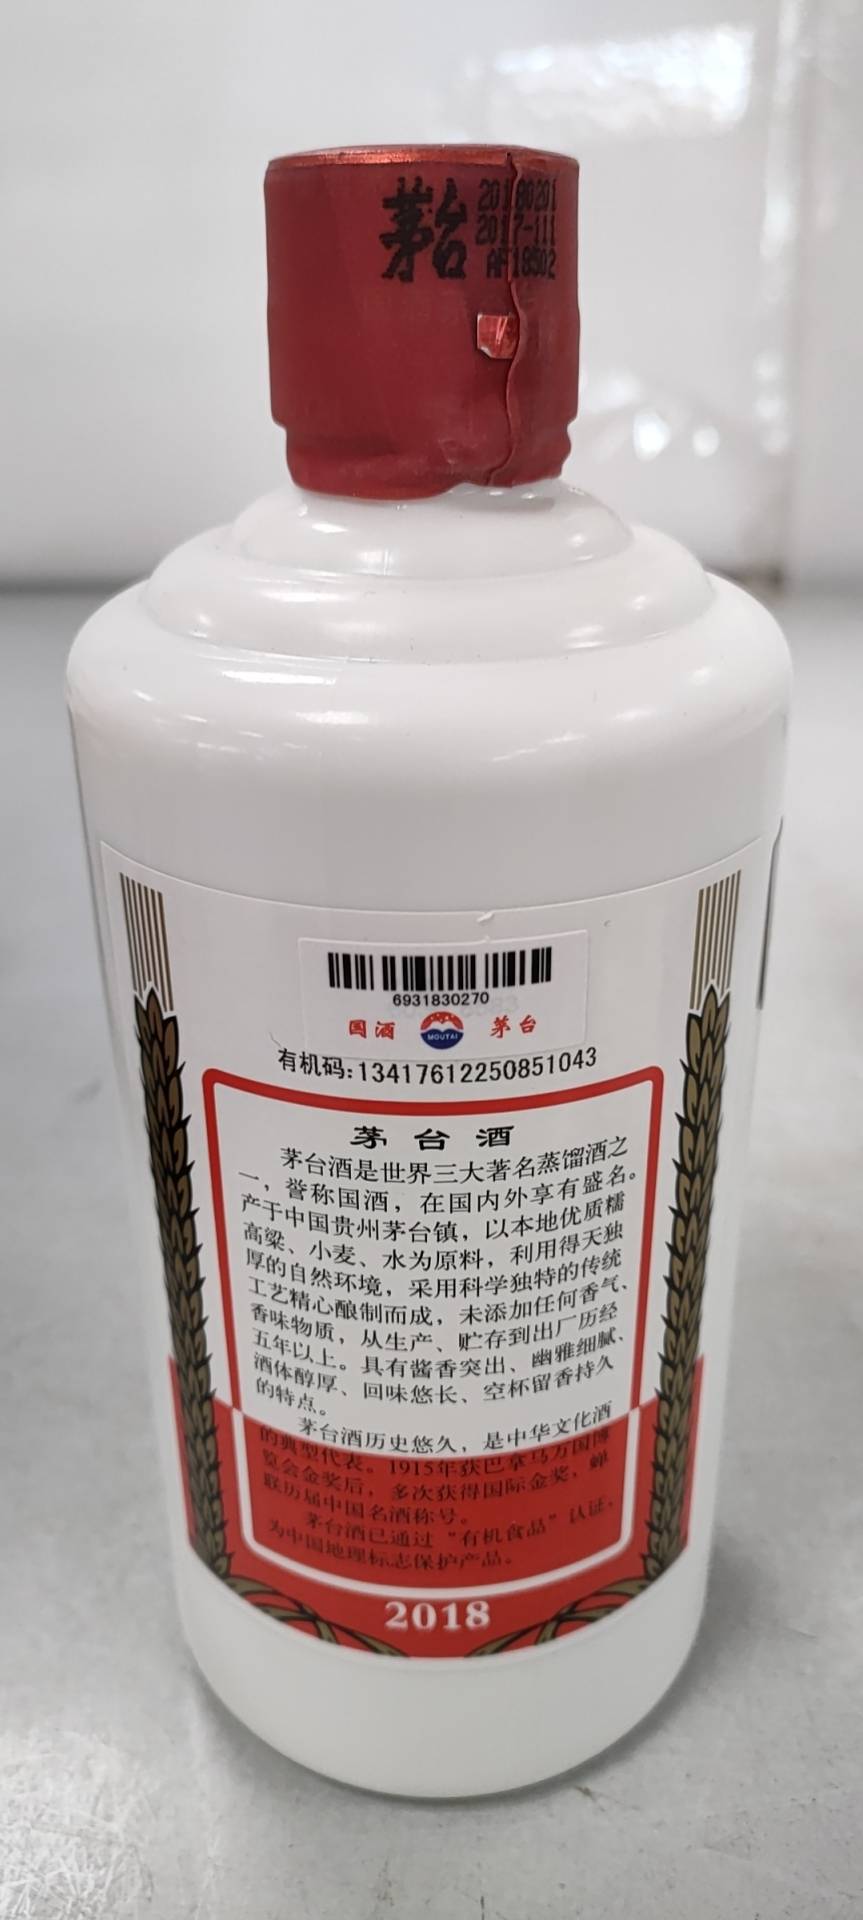 茅台
20180201
2017-111
AF18502
6931830270
国酒
MOUTAI
茅台
有机码:13417612250851043
茅台酒
茅台酒是世界三大著名蒸馏酒之
一，誉称国酒，在国内外享有盛名。
产于中国贵州茅台镇，以本地优质糯
高粱、小麦、水为原料，利用得天独
厚的自然环境，采用科学独特的传统
工艺精心酿制而成，未添加任何香气、
香味物质，从生产、贮存到出厂历经
五年以上。具有酱香突出、幽雅细腻、
酒体醇厚、回味悠长、空杯留香持久
的特点。
茅台酒历史悠久，是中华文化酒
的典型代表。1915年获巴拿马万国博
览会金奖后，多次获得国际金奖，蝉
联历届中国名酒称号。
茅台酒已通过“有机食品”认证，
为中国地理标志保护产品。
2018